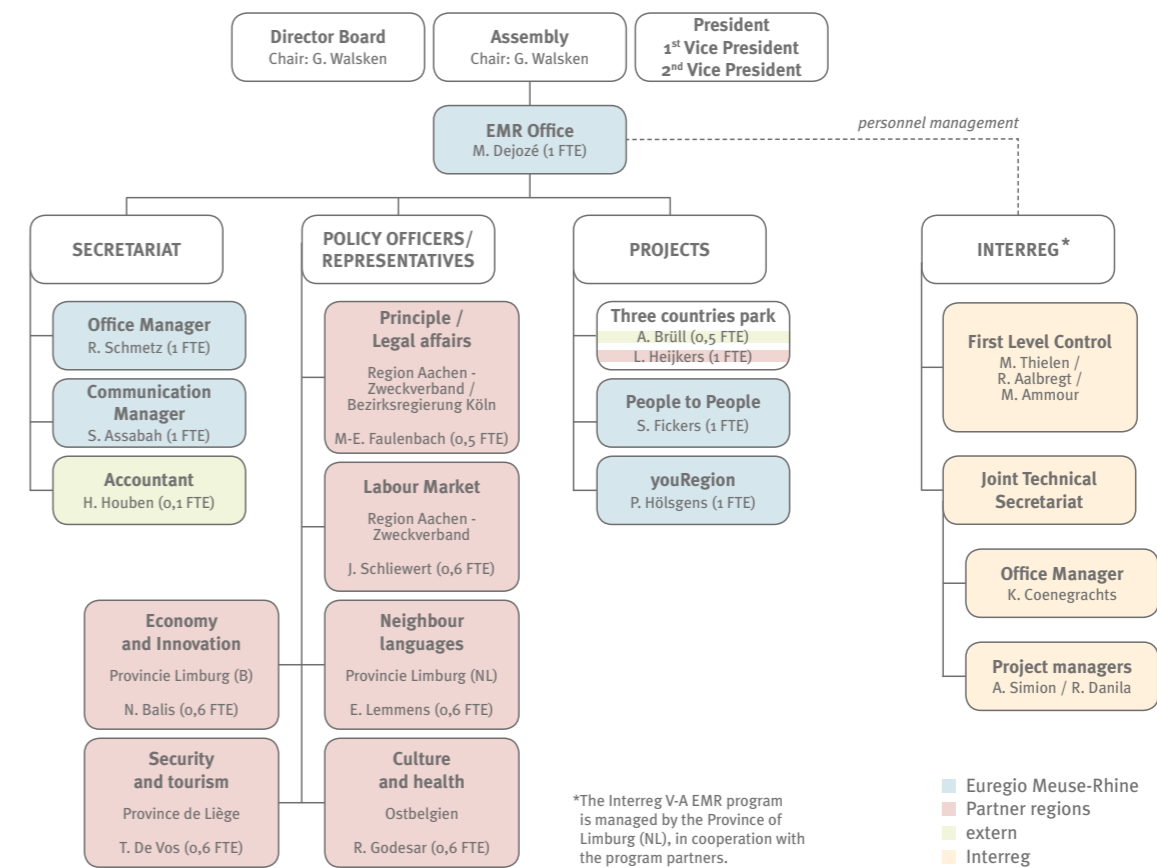 Director Board
Chair: G. Walsken
Assembly
Chair: G. Walsken
President
1st Vice President
2nd Vice President
EMR Office
M. Dejozé (1 FTE)
personnel management
SECRETARIAT
Office Manager
R. Schmetz (1 FTE)
Communication
Manager
S. Assabah (1 FTE)
Accountant
H. Houben (0,1 FTE)
POLICY OFFICERS/
REPRESENTATIVES
Principle /
Legal affairs
Region Aachen -
Zweckverband /
Bezirksregierung Köln
M-E. Faulenbach (0,5 FTE)
Labour Market
Region Aachen -
Zweckverband
J. Schliewert (0,6 FTE)
Economy
and Innovation
Provincie Limburg (B)
N. Balis (0,6 FTE)
Neighbour
languages
Provincie Limburg (NL)
E. Lemmens (0,6 FTE)
Security
and tourism
Province de Liège
T. De Vos (0,6 FTE)
Culture
and health
Ostbelgien
R. Godesar (0,6 FTE)
PROJECTS
Three countries park
A. Brüll (0,5 FTE)
L. Heijkers (1 FTE)
People to People
S. Fickers (1 FTE)
youRegion
P. Hölsgens (1 FTE)
INTERREG*
First Level Control
M. Thielen /
R. Aalbregt /
M. Ammour
Joint Technical
Secretariat
Office Manager
K. Coenegrachts
Project managers
A. Simion / R. Danila
*The Interreg V-A EMR program
is managed by the Province of
Limburg (NL), in cooperation with
the program partners.
Euregio Meuse-Rhine
Partner regions
extern
Interreg